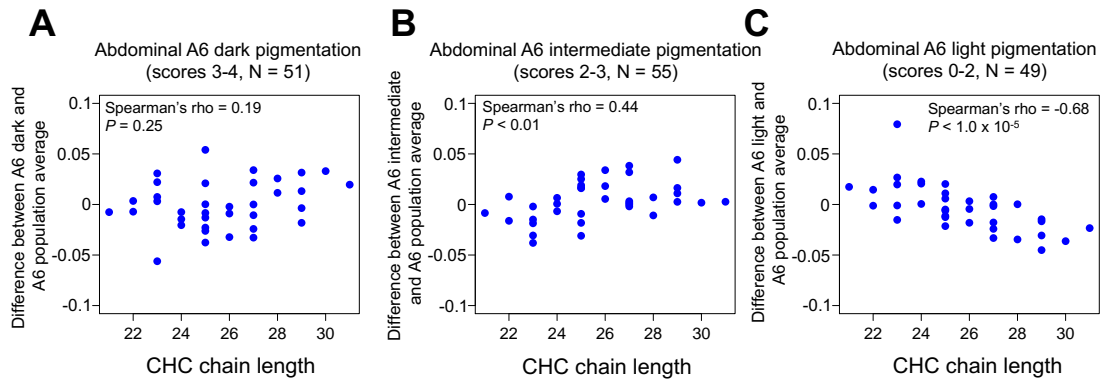 A
Abdominal A6 dark pigmentation
(scores 3-4, N = 51)
Spearman's rho = 0.19
P = 0.25
Difference between A6 dark and
A6 population average
0.1
0.05
0
-0.05
-0.1
22 24 26 28 30
CHC chain length
B
Abdominal A6 intermediate pigmentation
(scores 2-3, N = 55)
Spearman's rho = 0.44
P < 0.01
Difference between A6 intermediate
and A6 population average
0.1
0.05
0
-0.05
-0.1
22 24 26 28 30
CHC chain length
C
Abdominal A6 light pigmentation
(scores 0-2, N = 49)
Spearman's rho = -0.68
P < 1.0 x 10-5
Difference between A6 light and
A6 population average
0.1
0.05
0
-0.05
-0.1
22 24 26 28 30
CHC chain length